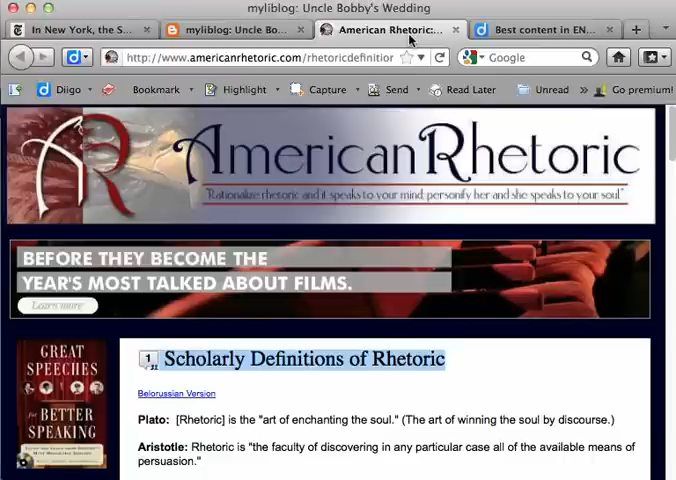 myliblog: Uncle Bobby's Wedding
In New York, the S... myliblog: Uncle Bo... American Rhetoric:... Best content in EN...
http://www.americanrhetoric.com/rhetoricdefinitior Google
Diigo Bookmark Highlight Capture Send Read Later Unread » Go premium!
AR
American Rhetoric
"Rationalize rhetoric and it speaks to your mind; personify her and she speaks to your soul"
BEFORE THEY BECOME THE
YEAR'S MOST TALKED ABOUT FILMS.
Learn more
GREAT
SPEECHES
for BETTER
SPEAKING
1 Scholarly Definitions of Rhetoric
Belorussian Version
Plato: [Rhetoric] is the "art of enchanting the soul." (The art of winning the soul by discourse.)
Aristotle: Rhetoric is "the faculty of discovering in any particular case all of the available means of
persuasion."